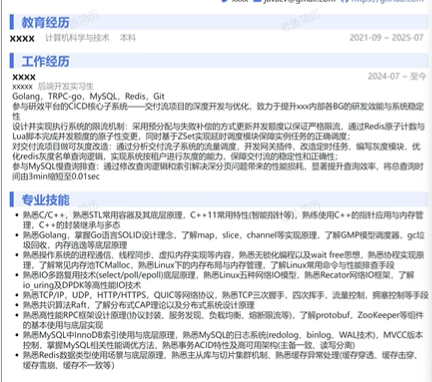 javdev@gmail.com https://github.com
教育经历
xxxx 计算机科学与技术 本科 2021-09 ~ 2025-07
工作经历
xxxx 2024-07 ~ 至今
xxxxx 后端开发实习生
Golang, TRPC-go, MySQL, Redis, Git
参与研效平台的CICD核心子系统——交付流项目的深度开发与优化，致力于提升xxx内部各BG的研发效能与系统稳定
性
设计并实现执行系统的限流机制：采用预分配与失败补偿的方式更新并发额度以保证严格限流，通过Redis原子计数与
Lua脚本完成并发额度的原子性变更，同时基于ZSet实现延时调度模块保障实例任务的正确调度；
对交付流项目做可灰度改造：通过分析交付流子系统的流量调度，开发网关插件、改造定时任务、编写灰度模块，优
化redis灰度名单查询逻辑，实现系统按租户进行灰度的能力，保障交付流的稳定性和正确性；
参与MySQL慢查询排查：通过修改查询逻辑和索引解决深分页问题带来的性能损耗，显著提升查询效率，将总查询时
间由3min缩短至0.01sec
专业技能
熟悉C/C++，熟悉STL常用容器及其底层原理，C++11常用特性(智能指针等)，熟练使用C++的指针应用与内存管
理，C++的封装继承与多态
熟悉Golang，掌握Go语言SOLID设计理念，了解map，slice，channel等实现原理，了解GMP模型调度器，gc垃
圾回收，内存逃逸等底层原理
熟悉操作系统的进程通信、线程同步、虚拟内存实现等内容，熟悉无锁化编程以及wait free思想，熟悉协程实现原
理，了解常见内存池TCMalloc，熟悉Linux下的内存布局与内存管理，了解Linux常用命令与性能排查手段
熟悉IO多路复用技术(select/poll/epoll)底层原理，熟悉Linux五种网络IO模型，熟悉Recator网络IO框架，了解
io_uring及DPDK等高性能IO技术
熟悉TCP/IP、UDP、HTTP/HTTPS、QUIC等网络协议，熟悉TCP三次握手，四次挥手，流量控制，拥塞控制等手段
熟悉共识算法Raft，了解分布式CAP理论以及分布式系统设计原理
熟悉高性能RPC框架设计原理(协议封装、服务发现、负载均衡、熔断限流等)，了解protobuf，ZooKeeper等组件
的基本使用与底层实现
熟悉MySQL中InnoDB索引使用与底层原理，熟悉MySQL的日志系统(redolog、binlog、WAL技术)，MVCC版本
控制，掌握MySQL相关性能调优方法，熟悉事务ACID特性及高可用架构(主备一致、读写分离)
熟悉Redis数据类型使用场景与底层原理，熟悉主从库与切片集群机制，熟悉缓存异常处理(缓存穿透、缓存击穿、
缓存雪崩、缓存不一致等)